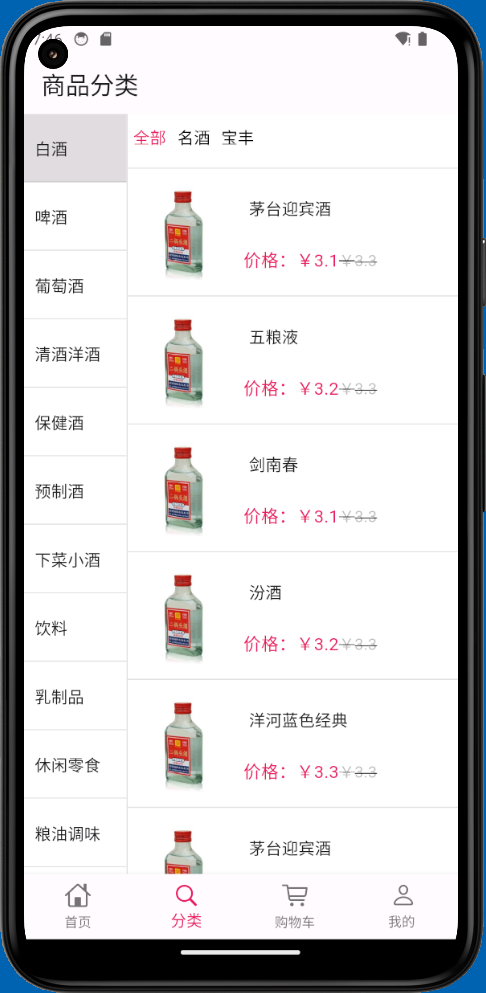 7:46
商品分类
白酒
啤酒
葡萄酒
清酒洋酒
保健酒
预制酒
下菜小酒
饮料
乳制品
休闲零食
粮油调味
全部 名酒 宝丰
茅台迎宾酒
价格：￥3.1￥3.3
五粮液
价格：￥3.2￥3.3
剑南春
价格：￥3.1￥3.3
汾酒
价格：￥3.2￥3.3
洋河蓝色经典
价格：￥3.3￥3.3
茅台迎宾酒
首页
分类
购物车
我的